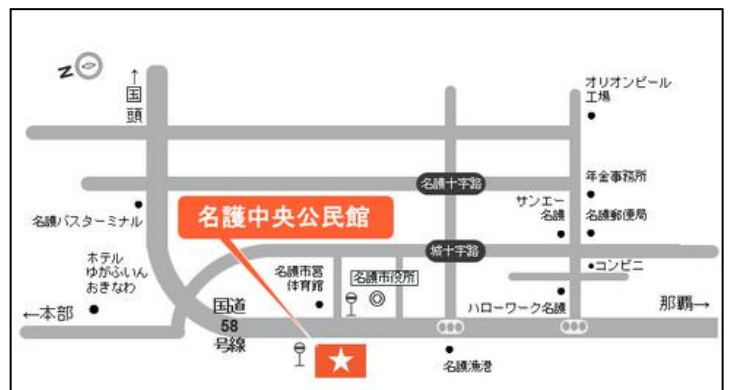 N
↑
国
頭
オリオンビール
工場
名護十字路
年金事務所
サンエー
名護
名護郵便局
名護バスターミナル
名護中央公民館
城十字路
ホテル
ゆがふいん
おきなわ
名護市営
体育館
名護市役所
コンビニ
←本部
国道
58
号線
ハローワーク名護
那覇→
名護漁港